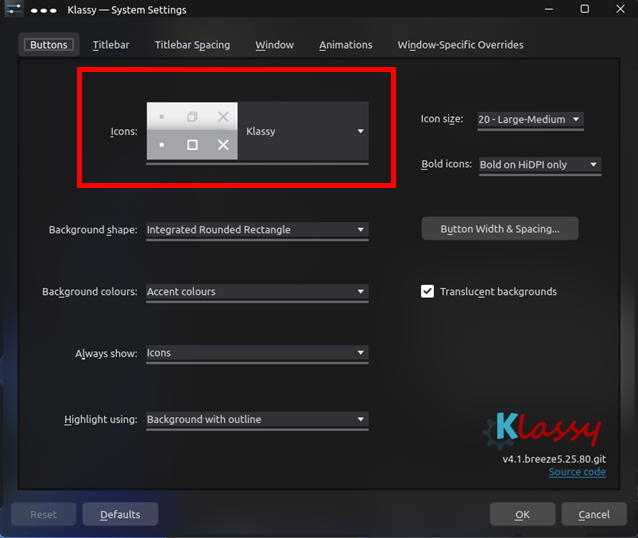 Klassy — System Settings
Buttons Titlebar Titlebar Spacing Window Animations Window-Specific Overrides
Icons: Klassy
Icon size: 20 - Large-Medium
Bold icons: Bold on HiDPI only
Background shape: Integrated Rounded Rectangle
Button Width & Spacing...
Background colours: Accent colours
Translucent backgrounds
Always show: Icons
Highlight using: Background with outline
Klassy
v4.1.breeze5.25.80.git
Source code
Reset Defaults OK Cancel